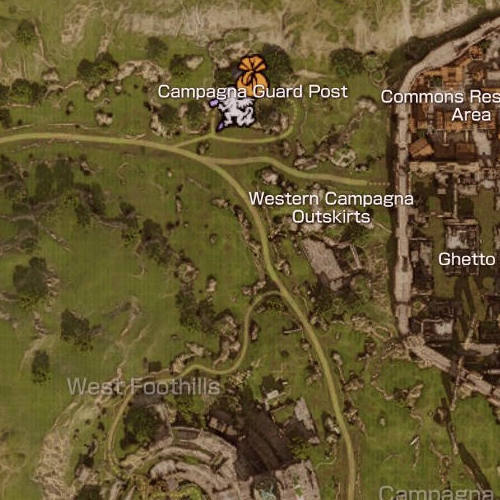 Campagna Guard Post
Commons Res
Area
Western Campagna
Outskirts
Ghetto
West Foothills
Campagna